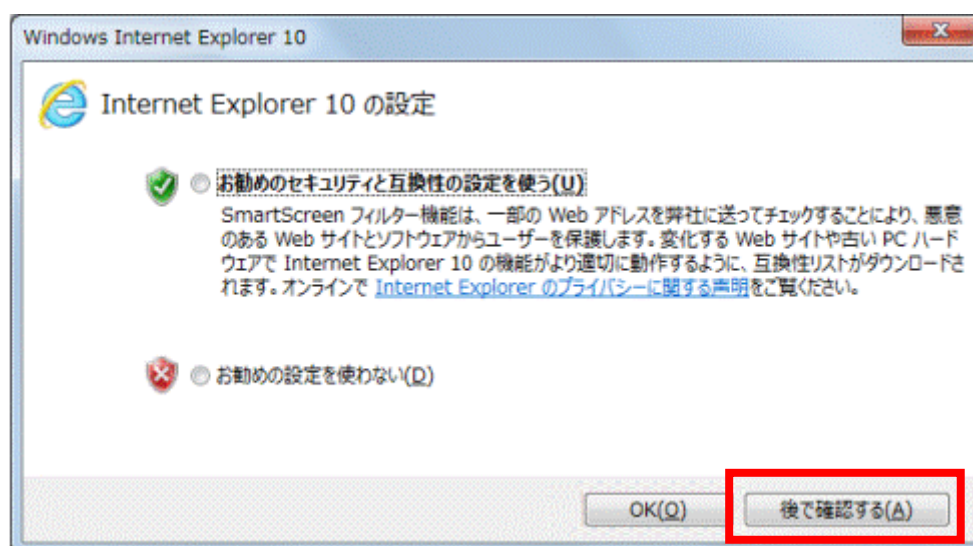 Windows Internet Explorer 10
Internet Explorer 10 の設定
お勧めのセキュリティと互換性の設定を使う(U)
SmartScreen フィルター機能は、一部の Web アドレスを弊社に送ってチェックすることにより、悪意
のある Web サイトとソフトウェアからユーザーを保護します。変化する Web サイトや古い PC ハード
ウェアで Internet Explorer 10 の機能がより適切に動作するように、互換性リストがダウンロードさ
れます。オンラインで Internet Explorer のプライバシーに関する声明をご覧ください。
お勧めの設定を使わない(D)
OK(O)
後で確認する(A)